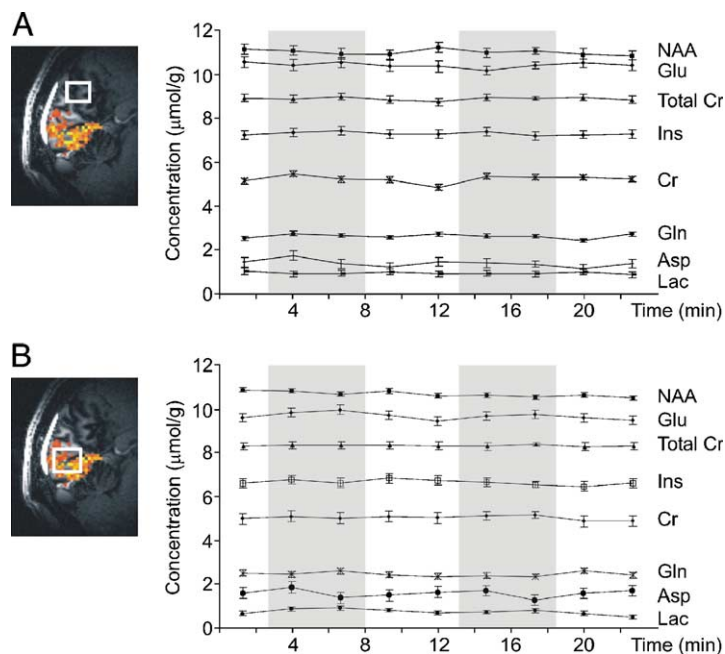 A
Concentration (μmol/g)
12
10
8
6
4
2
0
NAA
Glu
Total Cr
Ins
Cr
Gln
Asp
Lac
4 8 12 16 20 Time (min)
B
Concentration (μmol/g)
12
10
8
6
4
2
0
NAA
Glu
Total Cr
Ins
Cr
Gln
Asp
Lac
4 8 12 16 20 Time (min)